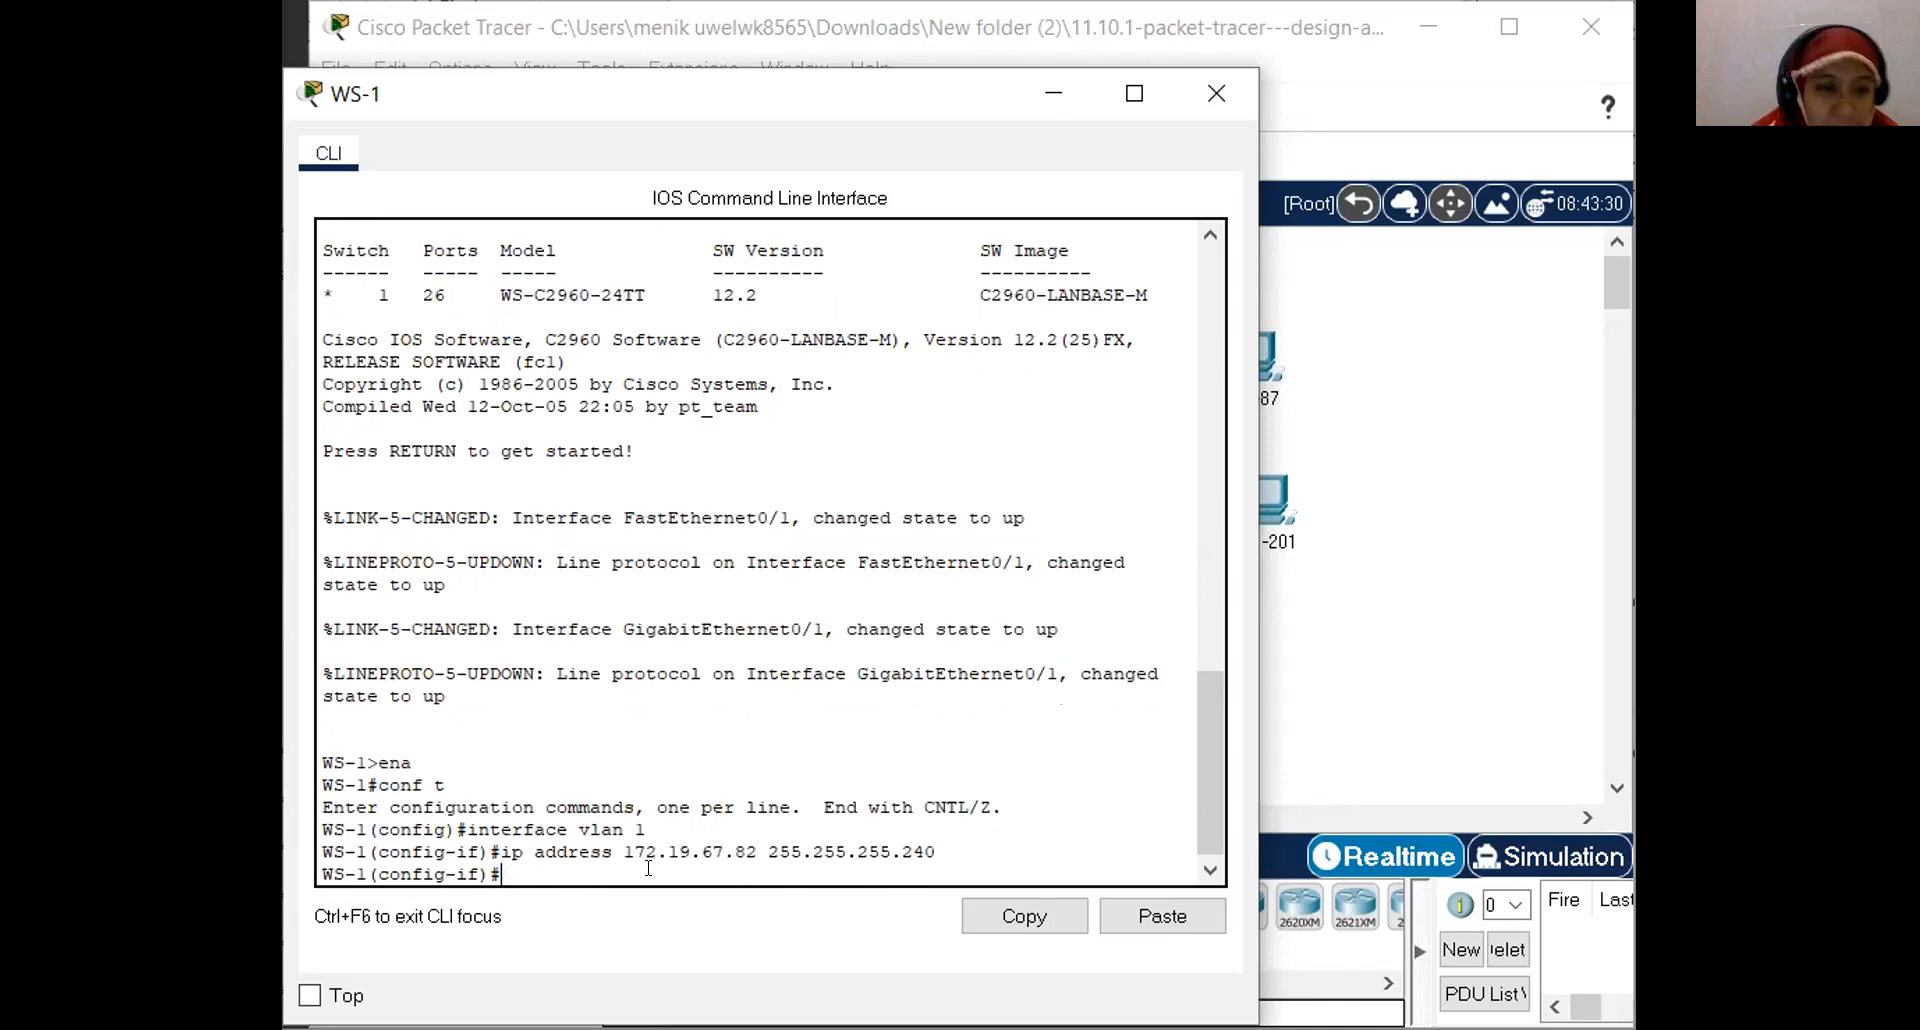 Cisco Packet Tracer - C:\Users\menik uwelwk8565\Downloads\New folder (2)\11.10.1-packet-tracer---design-a...
File Edit Options View Tools Extensions Window Help
WS-1
?
CLI
IOS Command Line Interface
[Root]
08:43:30
Switch Ports Model SW Version SW Image
------ ----- ----- ---------- ----------
* 1 26 WS-C2960-24TT 12.2 C2960-LANBASE-M
Cisco IOS Software, C2960 Software (C2960-LANBASE-M), Version 12.2(25)FX,
RELEASE SOFTWARE (fc1)
Copyright (c) 1986-2005 by Cisco Systems, Inc.
Compiled Wed 12-Oct-05 22:05 by pt_team
Press RETURN to get started!
%LINK-5-CHANGED: Interface FastEthernet0/1, changed state to up
%LINEPROTO-5-UPDOWN: Line protocol on Interface FastEthernet0/1, changed
state to up
%LINK-5-CHANGED: Interface GigabitEthernet0/1, changed state to up
%LINEPROTO-5-UPDOWN: Line protocol on Interface GigabitEthernet0/1, changed
state to up
WS-1>ena
WS-1#conf t
Enter configuration commands, one per line. End with CNTL/Z.
WS-1(config)#interface vlan 1
WS-1(config-if)#ip address 172.19.67.82 255.255.255.240
WS-1(config-if)#
-87
-201
Ctrl+F6 to exit CLI focus
Copy
Paste
Top
Realtime
Simulation
2620XM
2621XM
0
Fire Last
New
elet
PDU List